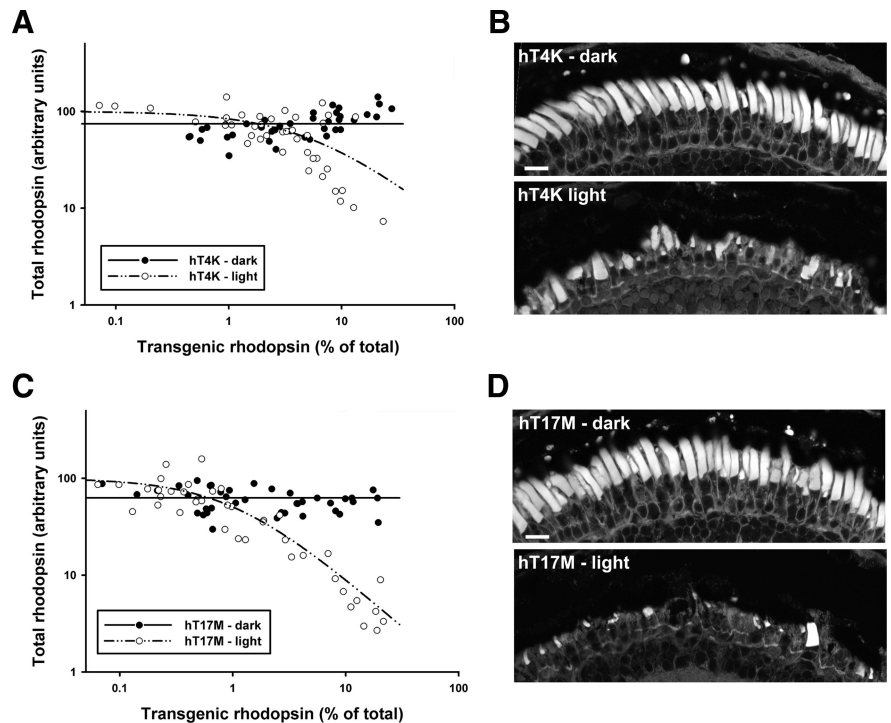 A
Total rhodopsin (arbitrary units)
100
10
1
hT4K - dark
hT4K - light
0.1
1
10
100
Transgenic rhodopsin (% of total)
B
hT4K - dark
hT4K light
C
Total rhodopsin (arbitrary units)
100
10
1
hT17M - dark
hT17M - light
0.1
1
10
100
Transgenic rhodopsin (% of total)
D
hT17M - dark
hT17M - light